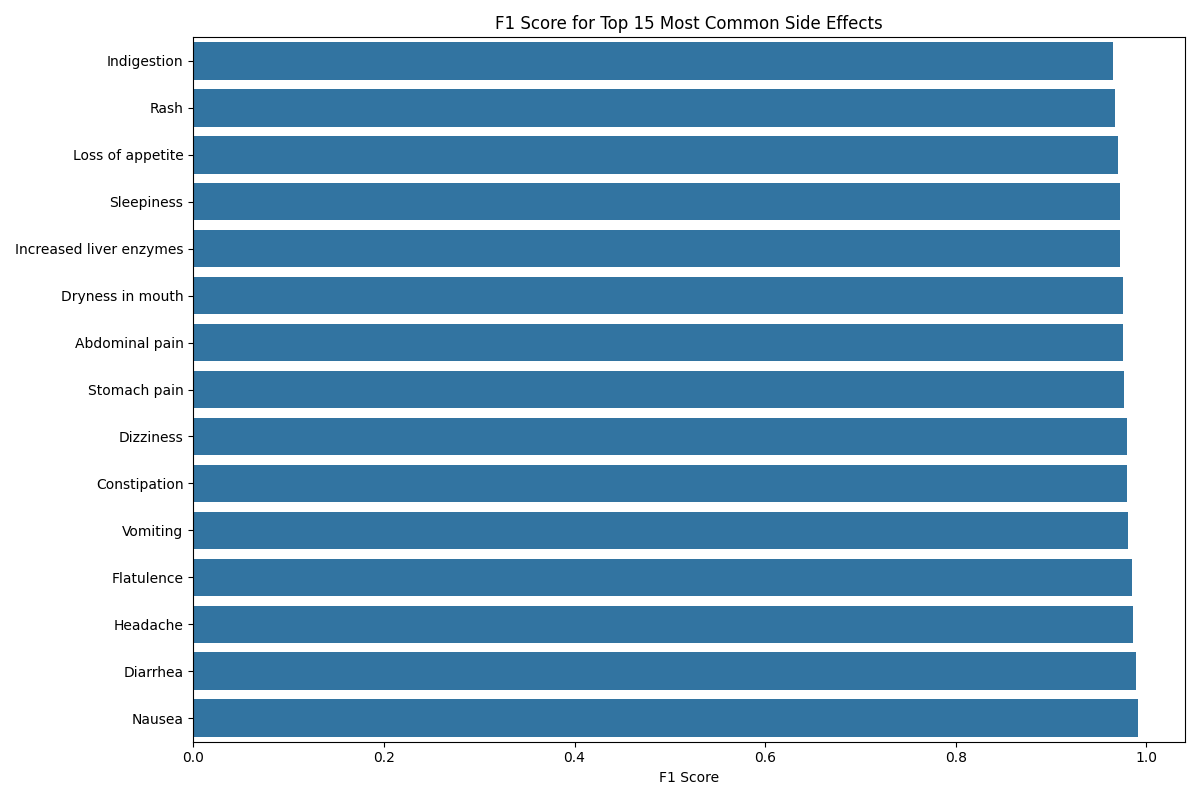 F1 Score for Top 15 Most Common Side Effects
Indigestion
Rash
Loss of appetite
Sleepiness
Increased liver enzymes
Dryness in mouth
Abdominal pain
Stomach pain
Dizziness
Constipation
Vomiting
Flatulence
Headache
Diarrhea
Nausea
0.0 0.2 0.4 0.6 0.8 1.0
F1 Score